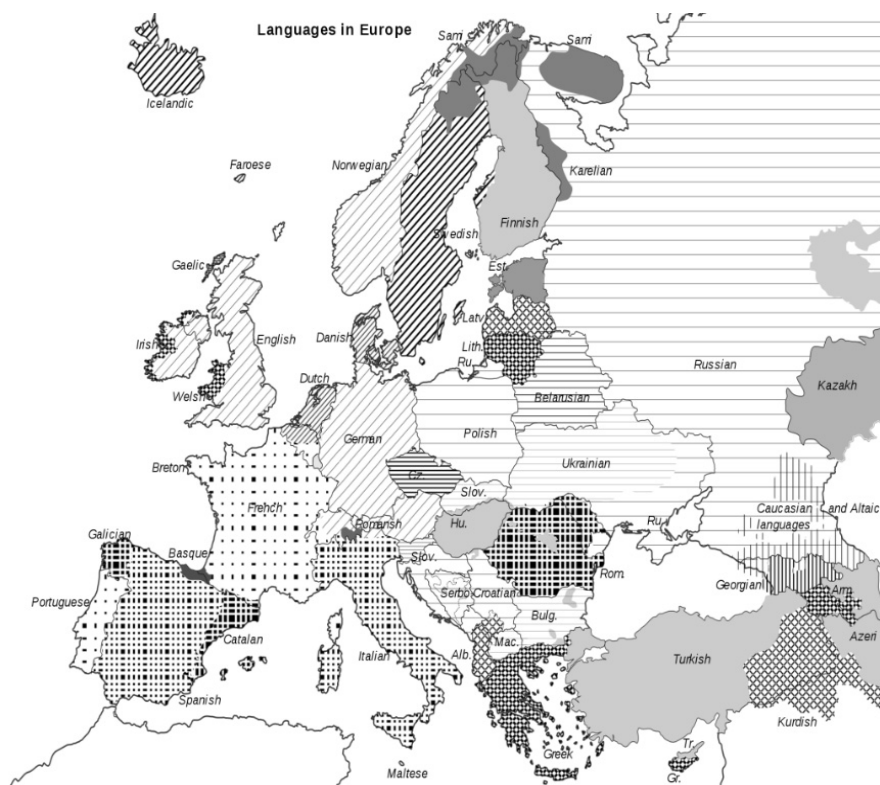 Languages in Europe
Sami
Sami
Icelandic
Faroese
Norwegian
Karelian
Finnish
Swedish
Gaelic
Est.
Latv.
Irish
English
Danish
Lith.
Ru.
Russian
Welsh
Dutch
Belarusian
Kazakh
German
Polish
Breton
Ukrainian
Cz.
Slov.
French
Caucasian
languages
and Altaic
Galician
Romansh
Hu.
Ru.
Basque
Slov.
Rom.
Georgian
Arm.
Portuguese
Serbo
Croatian
Bulg.
Catalan
Mac.
Azeri
Italian
Alb.
Turkish
Spanish
Kurdish
Greek
Tr.
Maltese
Gr.